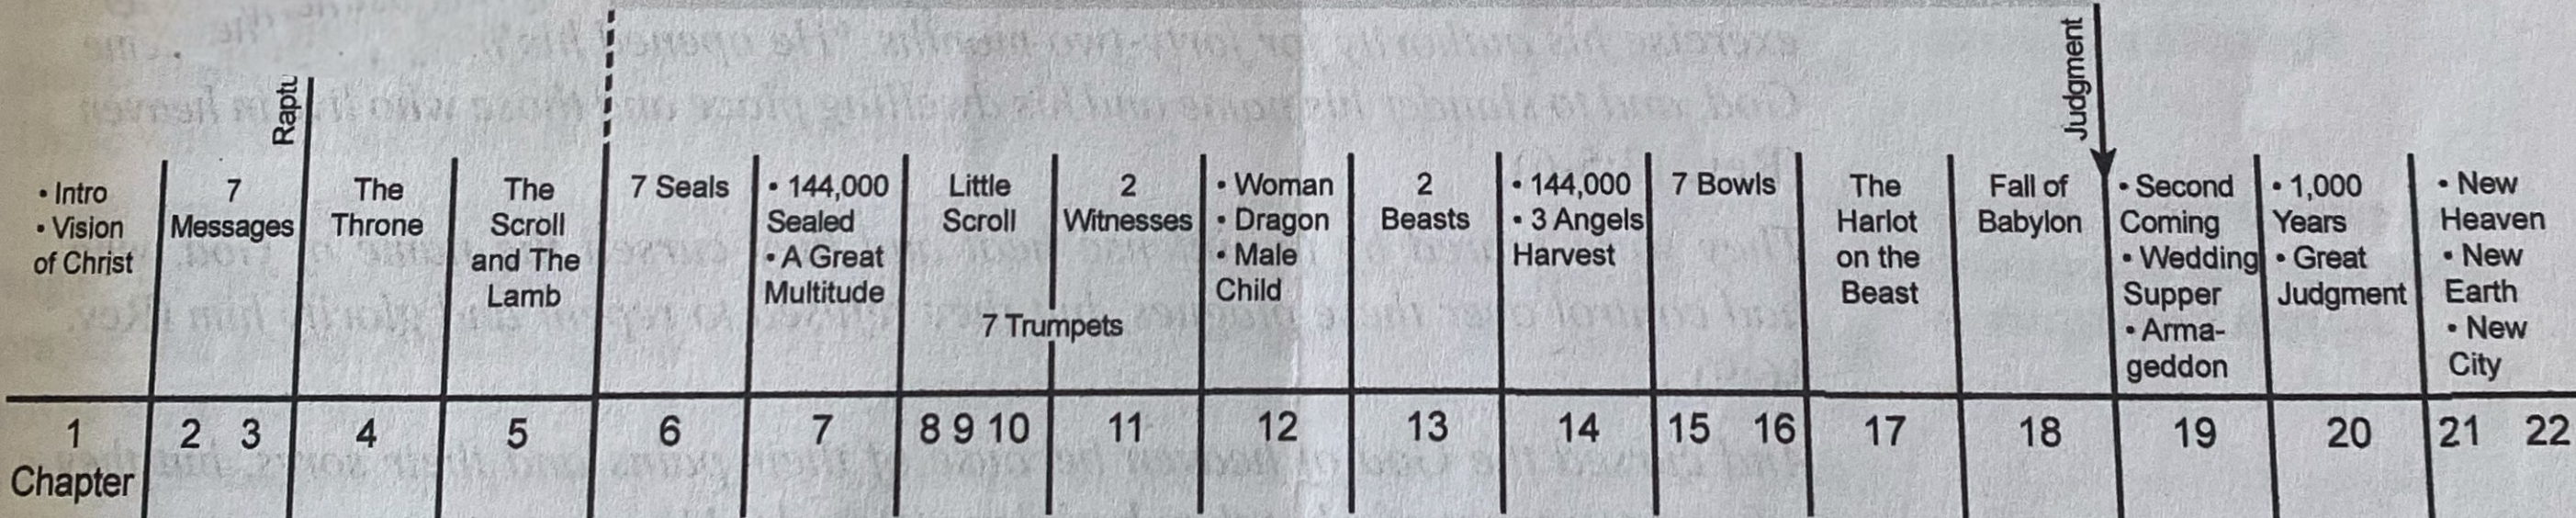 Raptu
Judgment
• Intro
• Vision
of Christ
7
Messages
The
Throne
The
Scroll
and The
Lamb
7 Seals
• 144,000
Sealed
• A Great
Multitude
Little
Scroll
2
Witnesses
7 Trumpets
• Woman
• Dragon
• Male
Child
2
Beasts
• 144,000
• 3 Angels
Harvest
7 Bowls
The
Harlot
on the
Beast
Fall of
Babylon
• Second
Coming
• Wedding
Supper
• Arma-
geddon
• 1,000
Years
• Great
Judgment
• New
Heaven
• New
Earth
• New
City
1 2 3 4 5 6 7 8 9 10 11 12 13 14 15 16 17 18 19 20 21 22
Chapter